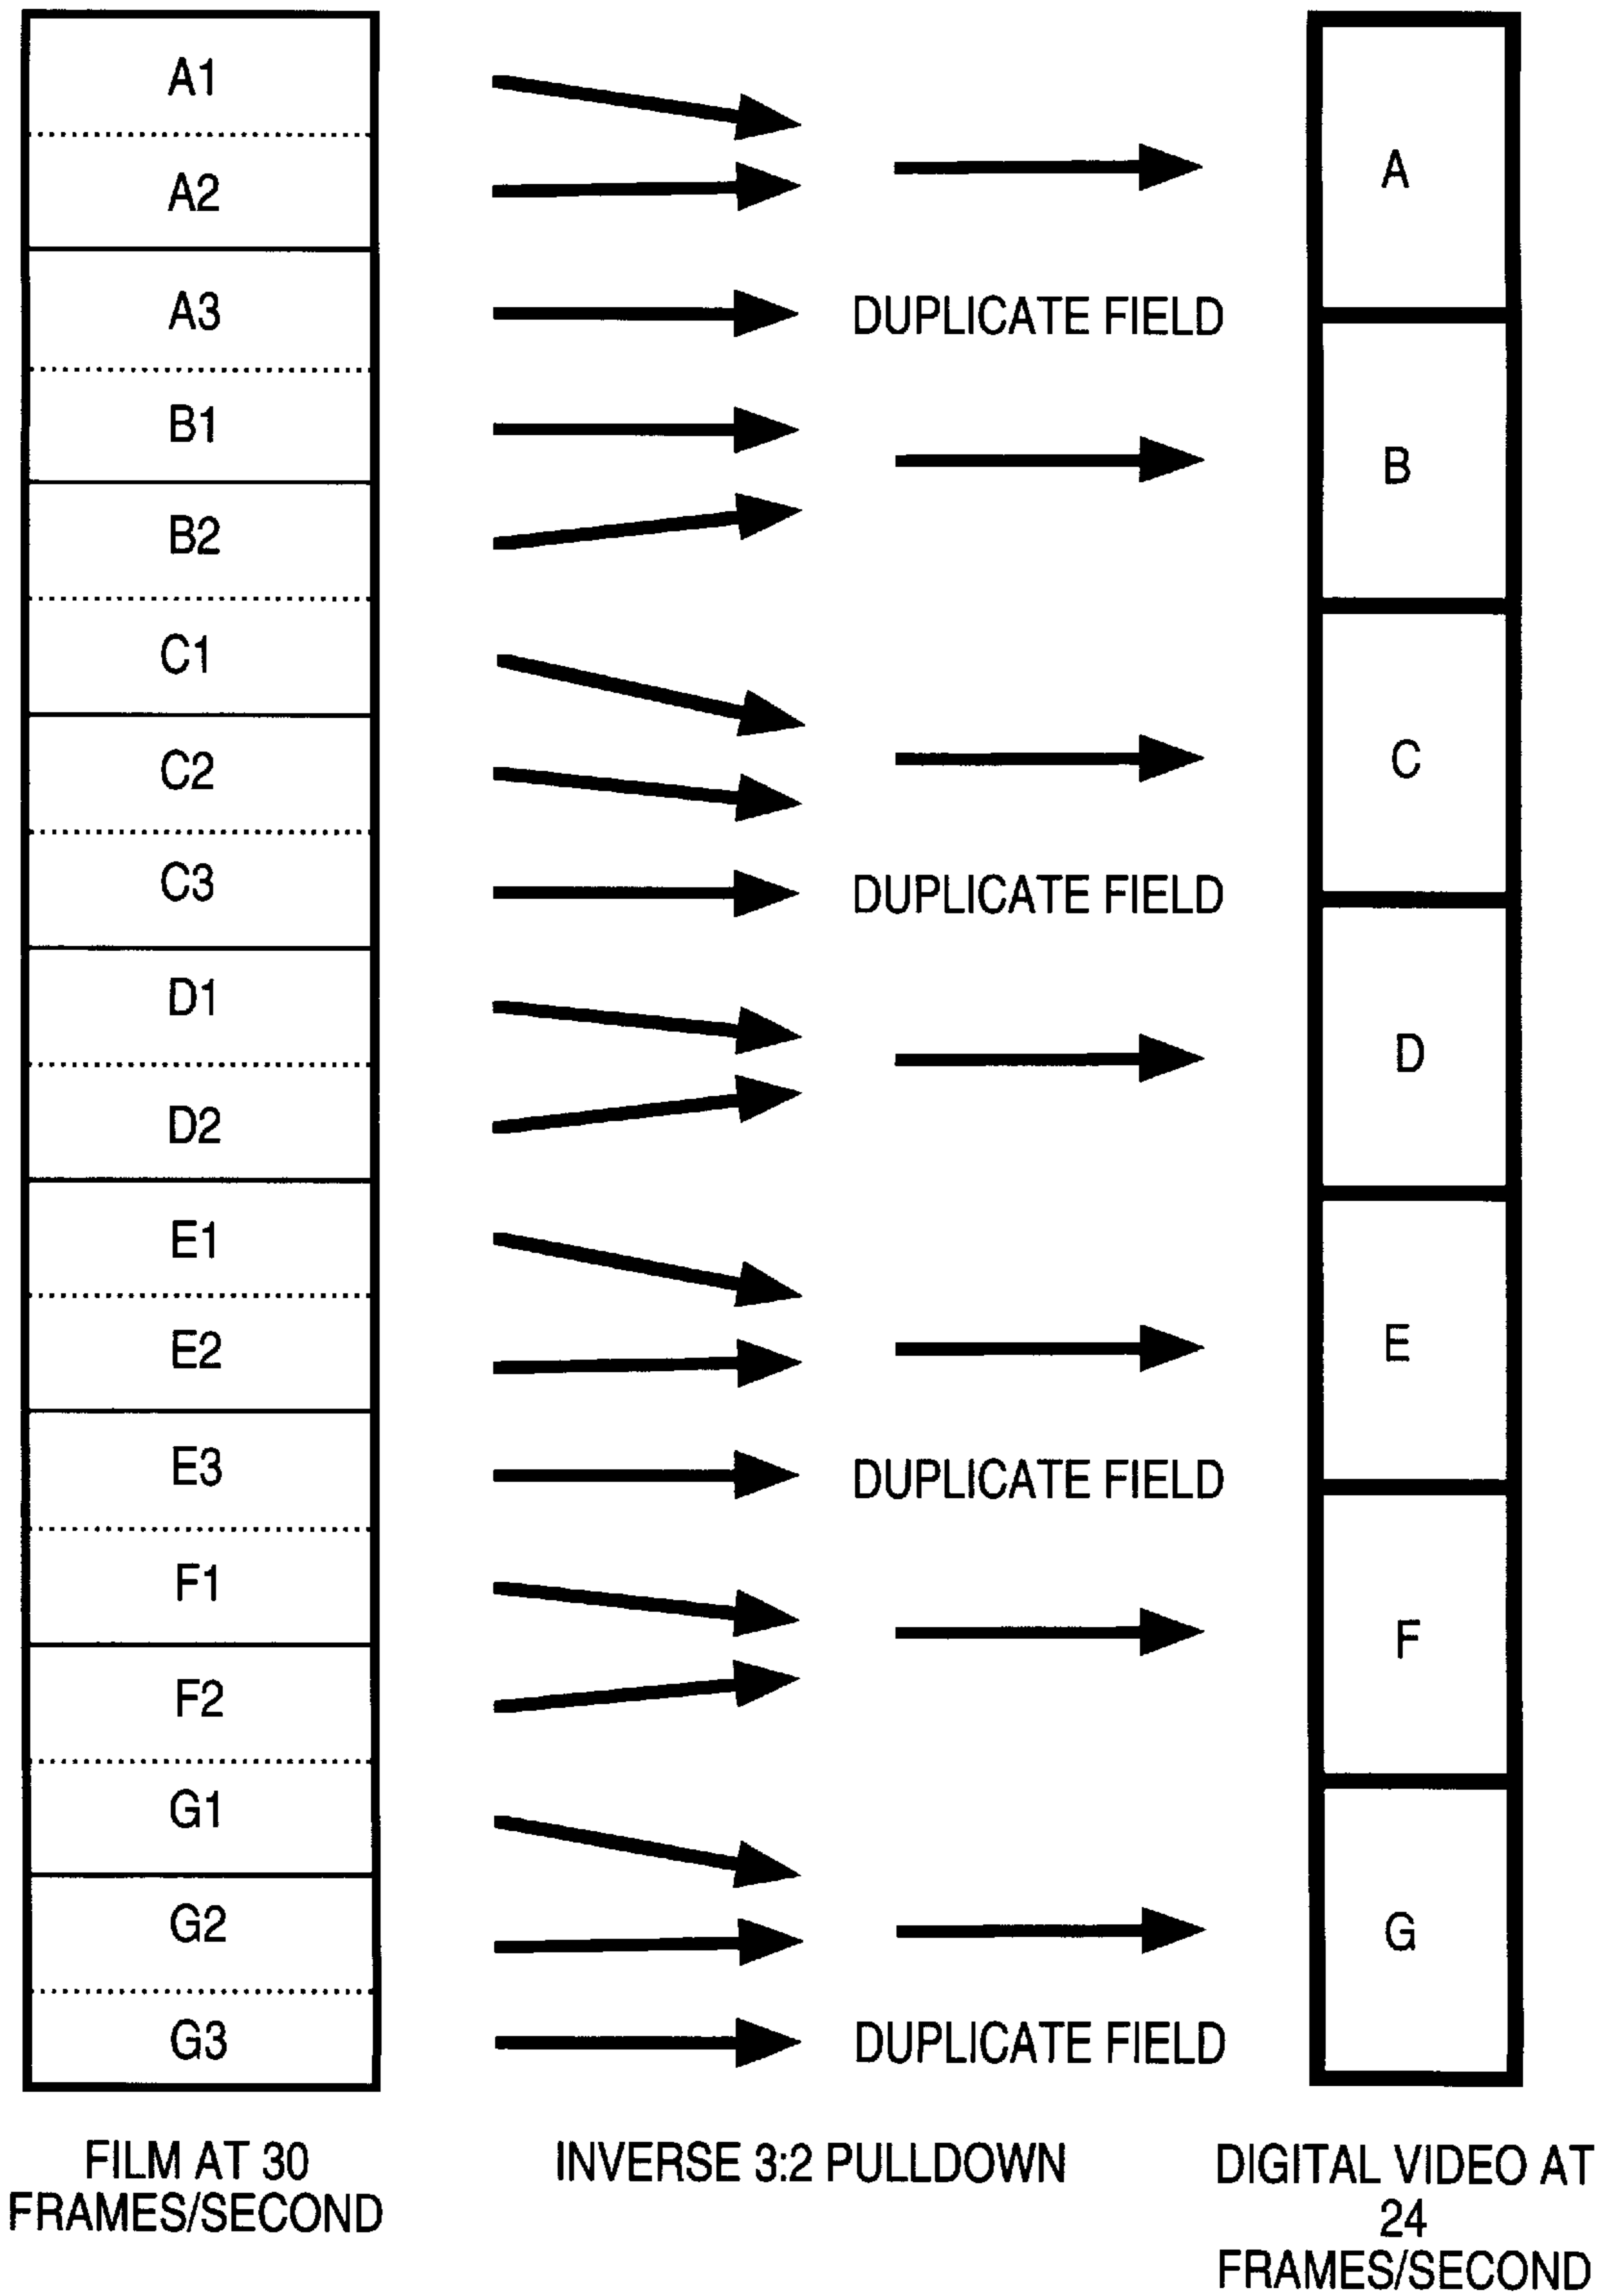 A1
A2
A3
B1
B2
C1
C2
C3
D1
D2
E1
E2
E3
F1
F2
G1
G2
G3
FILM AT 30
FRAMES/SECOND
DUPLICATE FIELD
DUPLICATE FIELD
DUPLICATE FIELD
DUPLICATE FIELD
INVERSE 3:2 PULLDOWN
A
B
C
D
E
F
G
DIGITAL VIDEO AT
24
FRAMES/SECOND